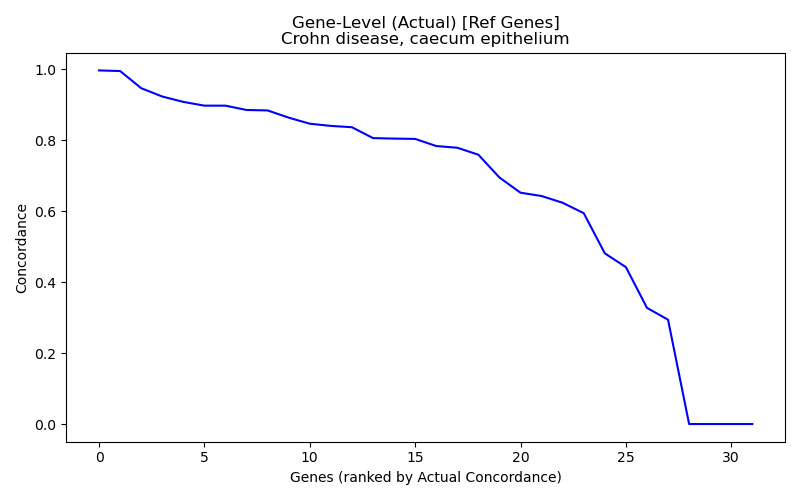 Gene-Level (Actual) [Ref Genes]
Crohn disease, caecum epithelium
1.0
0.8
0.6
0.4
0.2
0.0
Concordance
0 5 10 15 20 25 30
Genes (ranked by Actual Concordance)